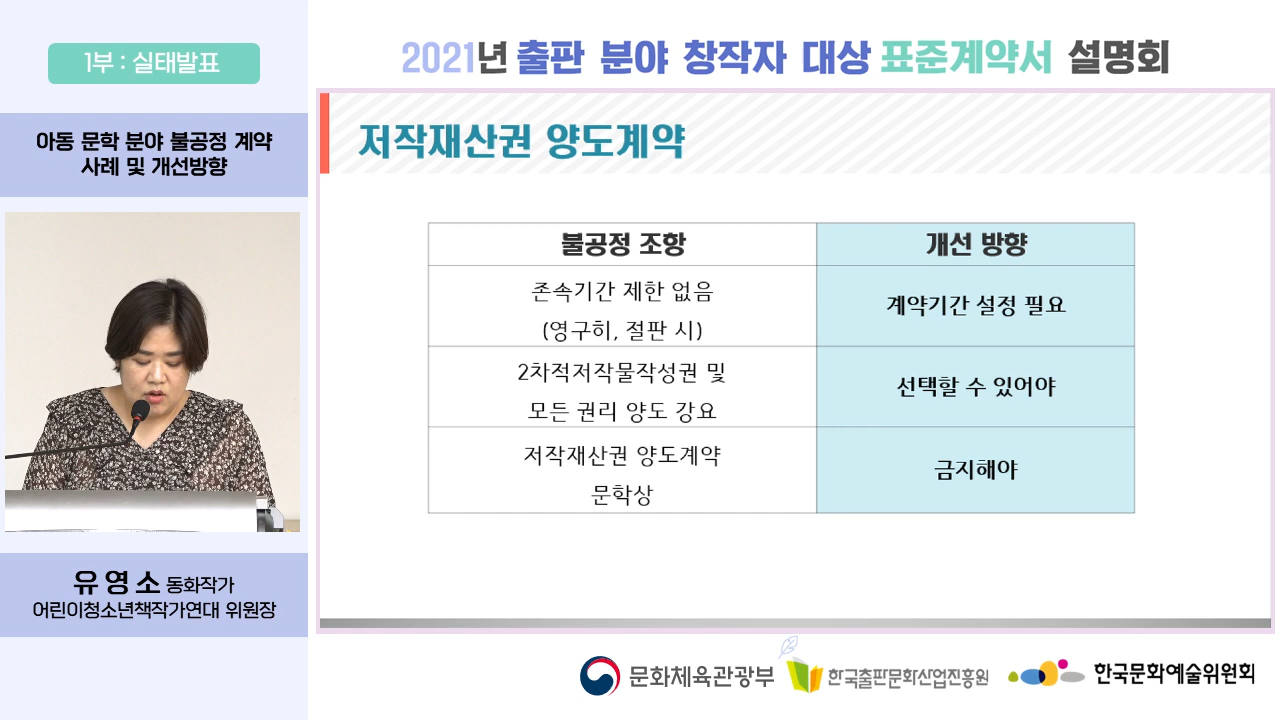 1부 : 실태발표
2021년 출판 분야 창작자 대상 표준계약서 설명회
아동 문학 분야 불공정 계약
사례 및 개선방향
저작재산권 양도계약
불공정 조항
개선 방향
존속기간 제한 없음
(영구히, 절판 시)
계약기간 설정 필요
2차적저작물작성권 및
모든 권리 양도 강요
선택할 수 있어야
저작재산권 양도계약
문학상
금지해야
유영소 동화작가
어린이청소년책작가연대 위원장
문화체육관광부
한국출판문화산업진흥원
한국문화예술위원회